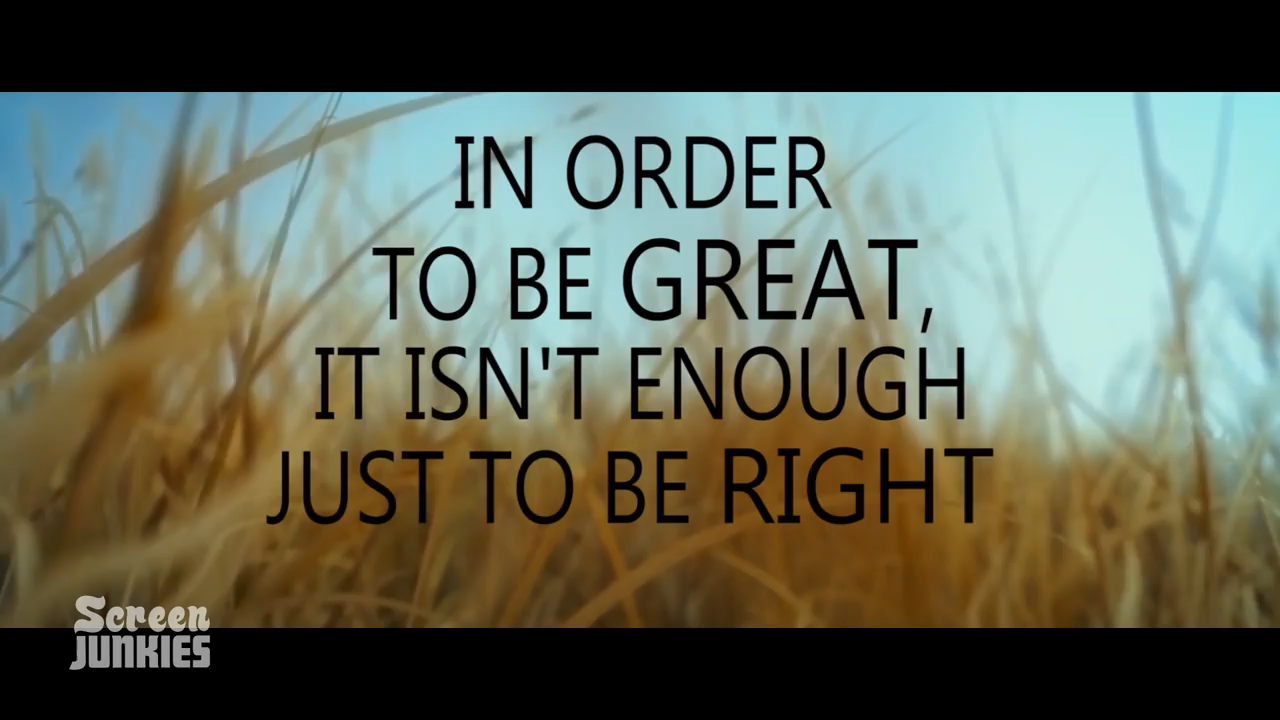 IN ORDER
TO BE GREAT,
IT ISN'T ENOUGH
JUST TO BE RIGHT
Screen
JUNKIES